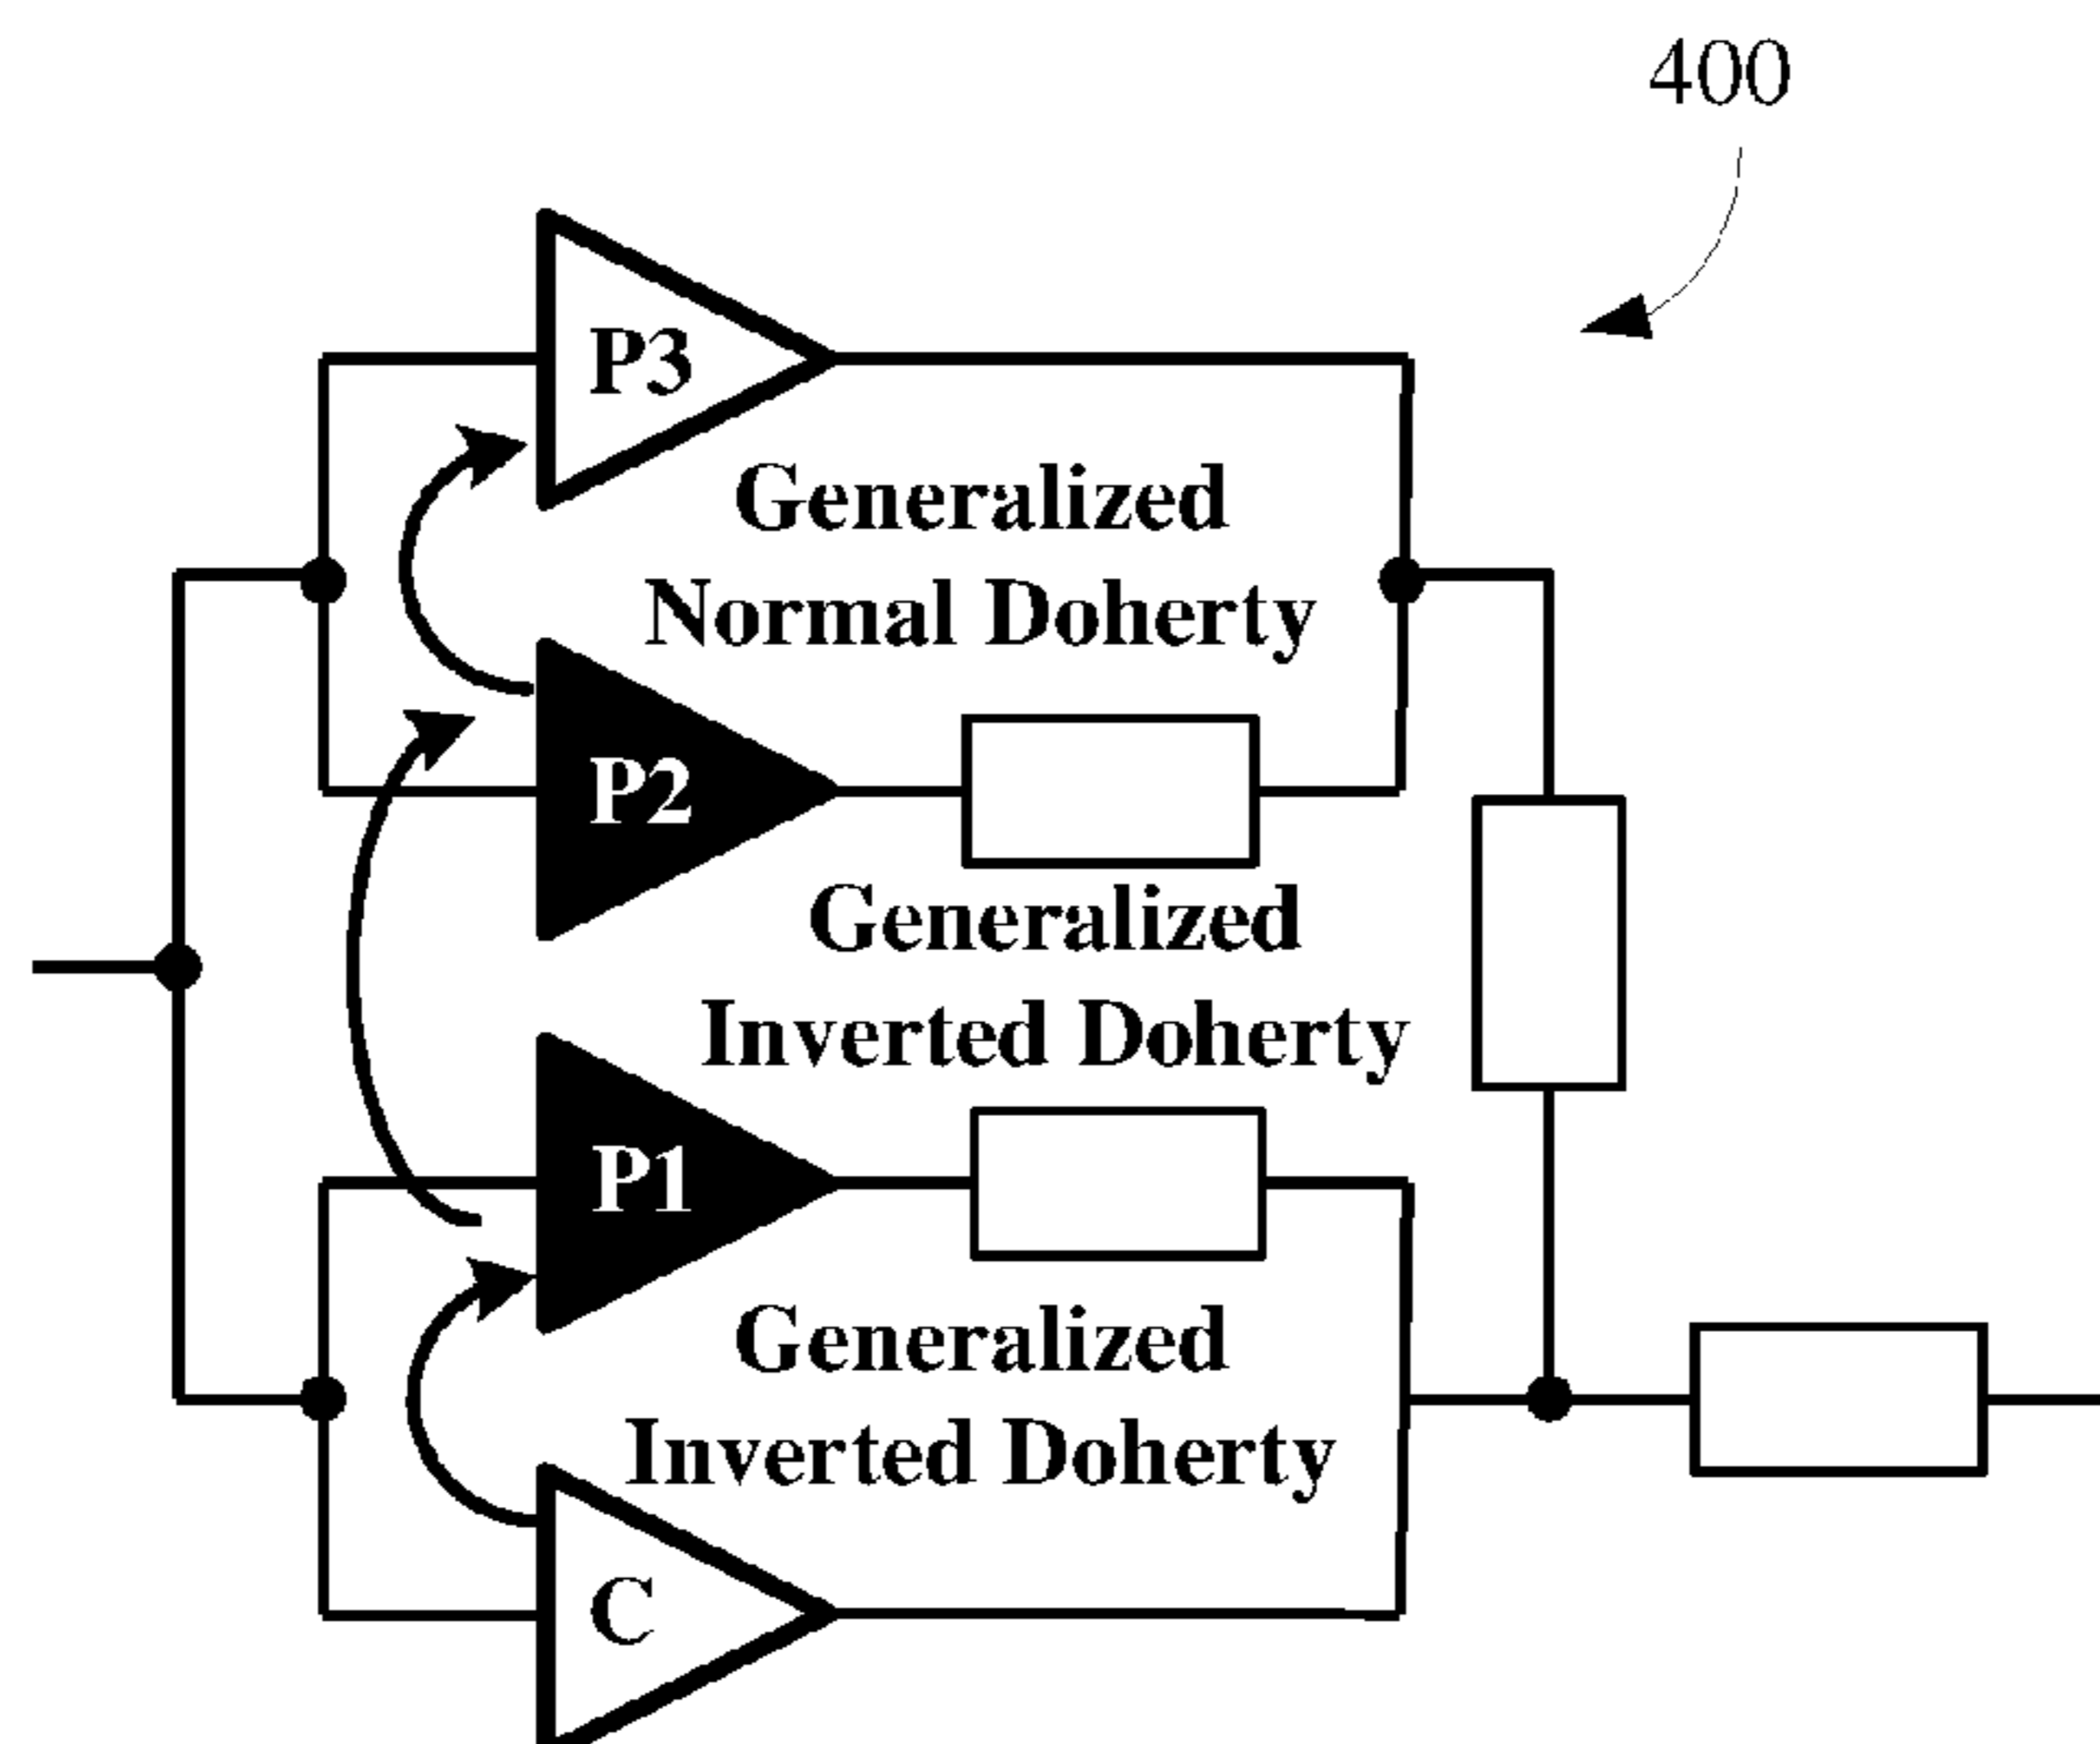 400
P3
Generalized
Normal Doherty
P2
Generalized
Inverted Doherty
P1
Generalized
Inverted Doherty
C